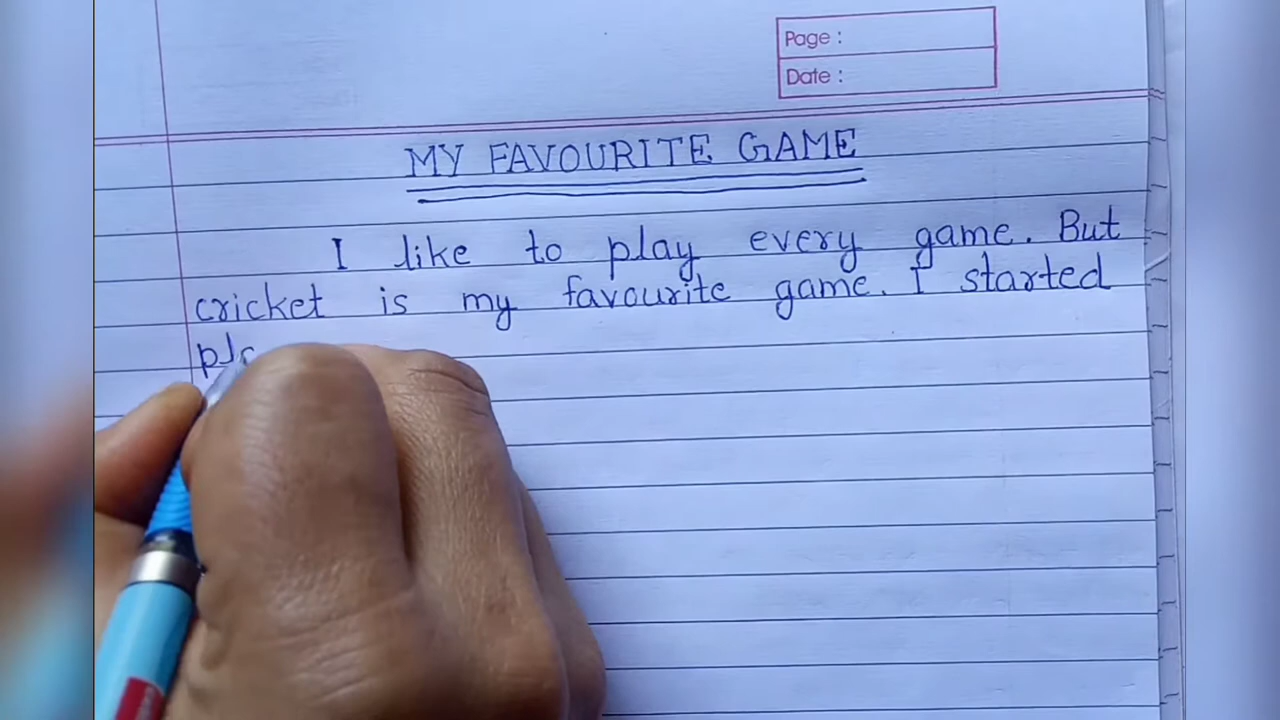 Page :
Date :
MY FAVOURITE GAME
I like to play every game. But
cricket is my favourite game. I started